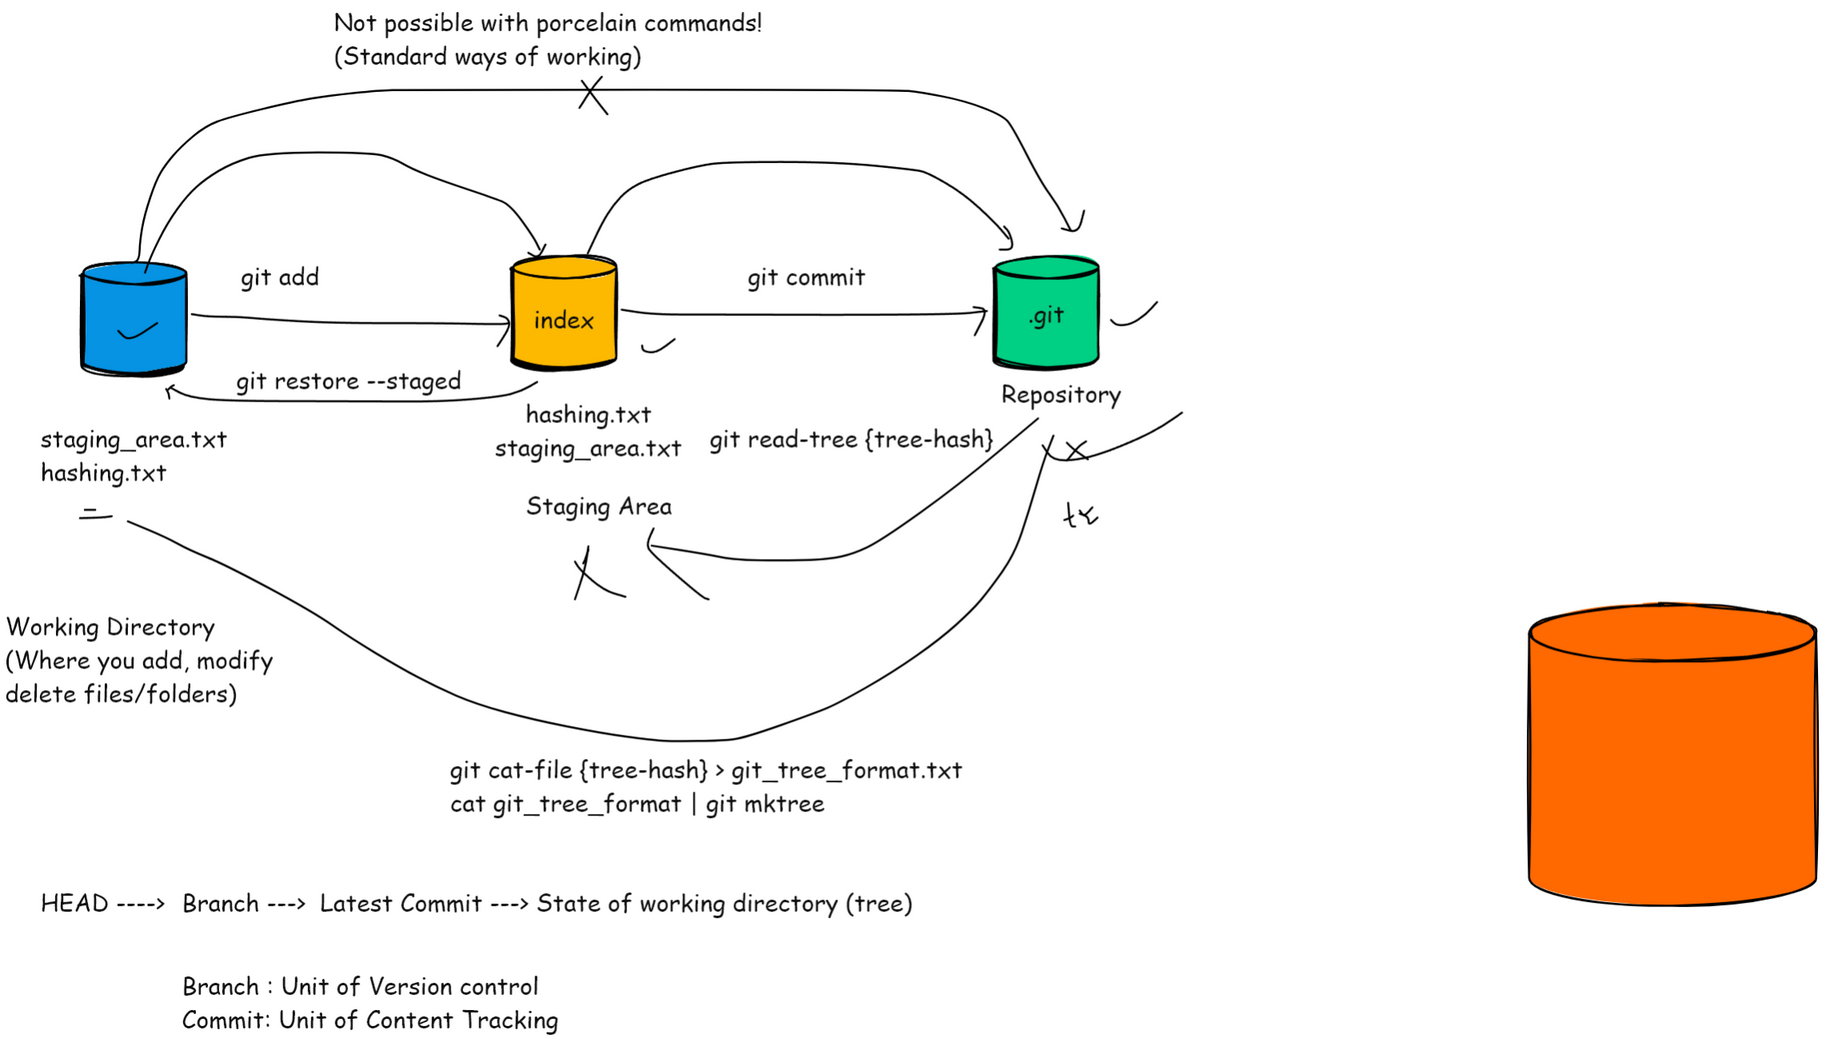 Not possible with porcelain commands!
(Standard ways of working)
git add
git commit
index
.git
git restore --staged
Repository
hashing.txt
staging_area.txt
git read-tree {tree-hash}
staging_area.txt
hashing.txt
Staging Area
Working Directory
(Where you add, modify
delete files/folders)
git cat-file {tree-hash} > git_tree_format.txt
cat git_tree_format | git mktree
HEAD ----> Branch ---> Latest Commit ---> State of working directory (tree)
Branch : Unit of Version control
Commit: Unit of Content Tracking